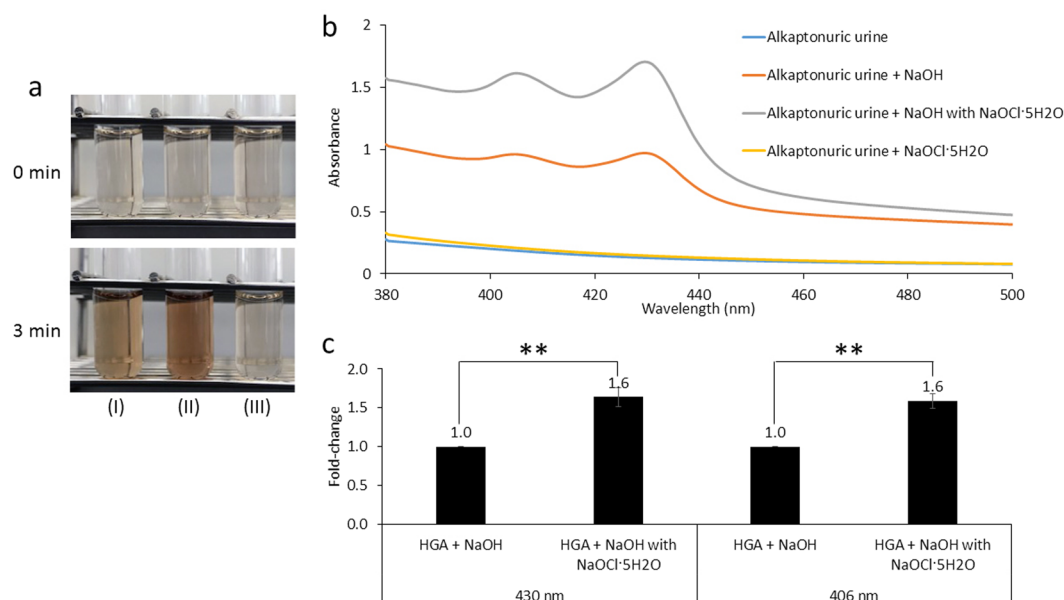 a
0 min
3 min
(I) (II) (III)
b
2
1.5
1
0.5
0
Absorbance
380 400 420 440 460 480 500
Wavelength (nm)
Alkaptonuric urine
Alkaptonuric urine + NaOH
Alkaptonuric urine + NaOH with NaOCl·5H2O
Alkaptonuric urine + NaOCl·5H2O
c
2.0
1.5
1.0
0.5
0.0
Fold-change
** **
1.0 1.6 1.0 1.6
HGA + NaOH
HGA + NaOH with
NaOCl·5H2O
HGA + NaOH
HGA + NaOH with
NaOCl·5H2O
430 nm 406 nm